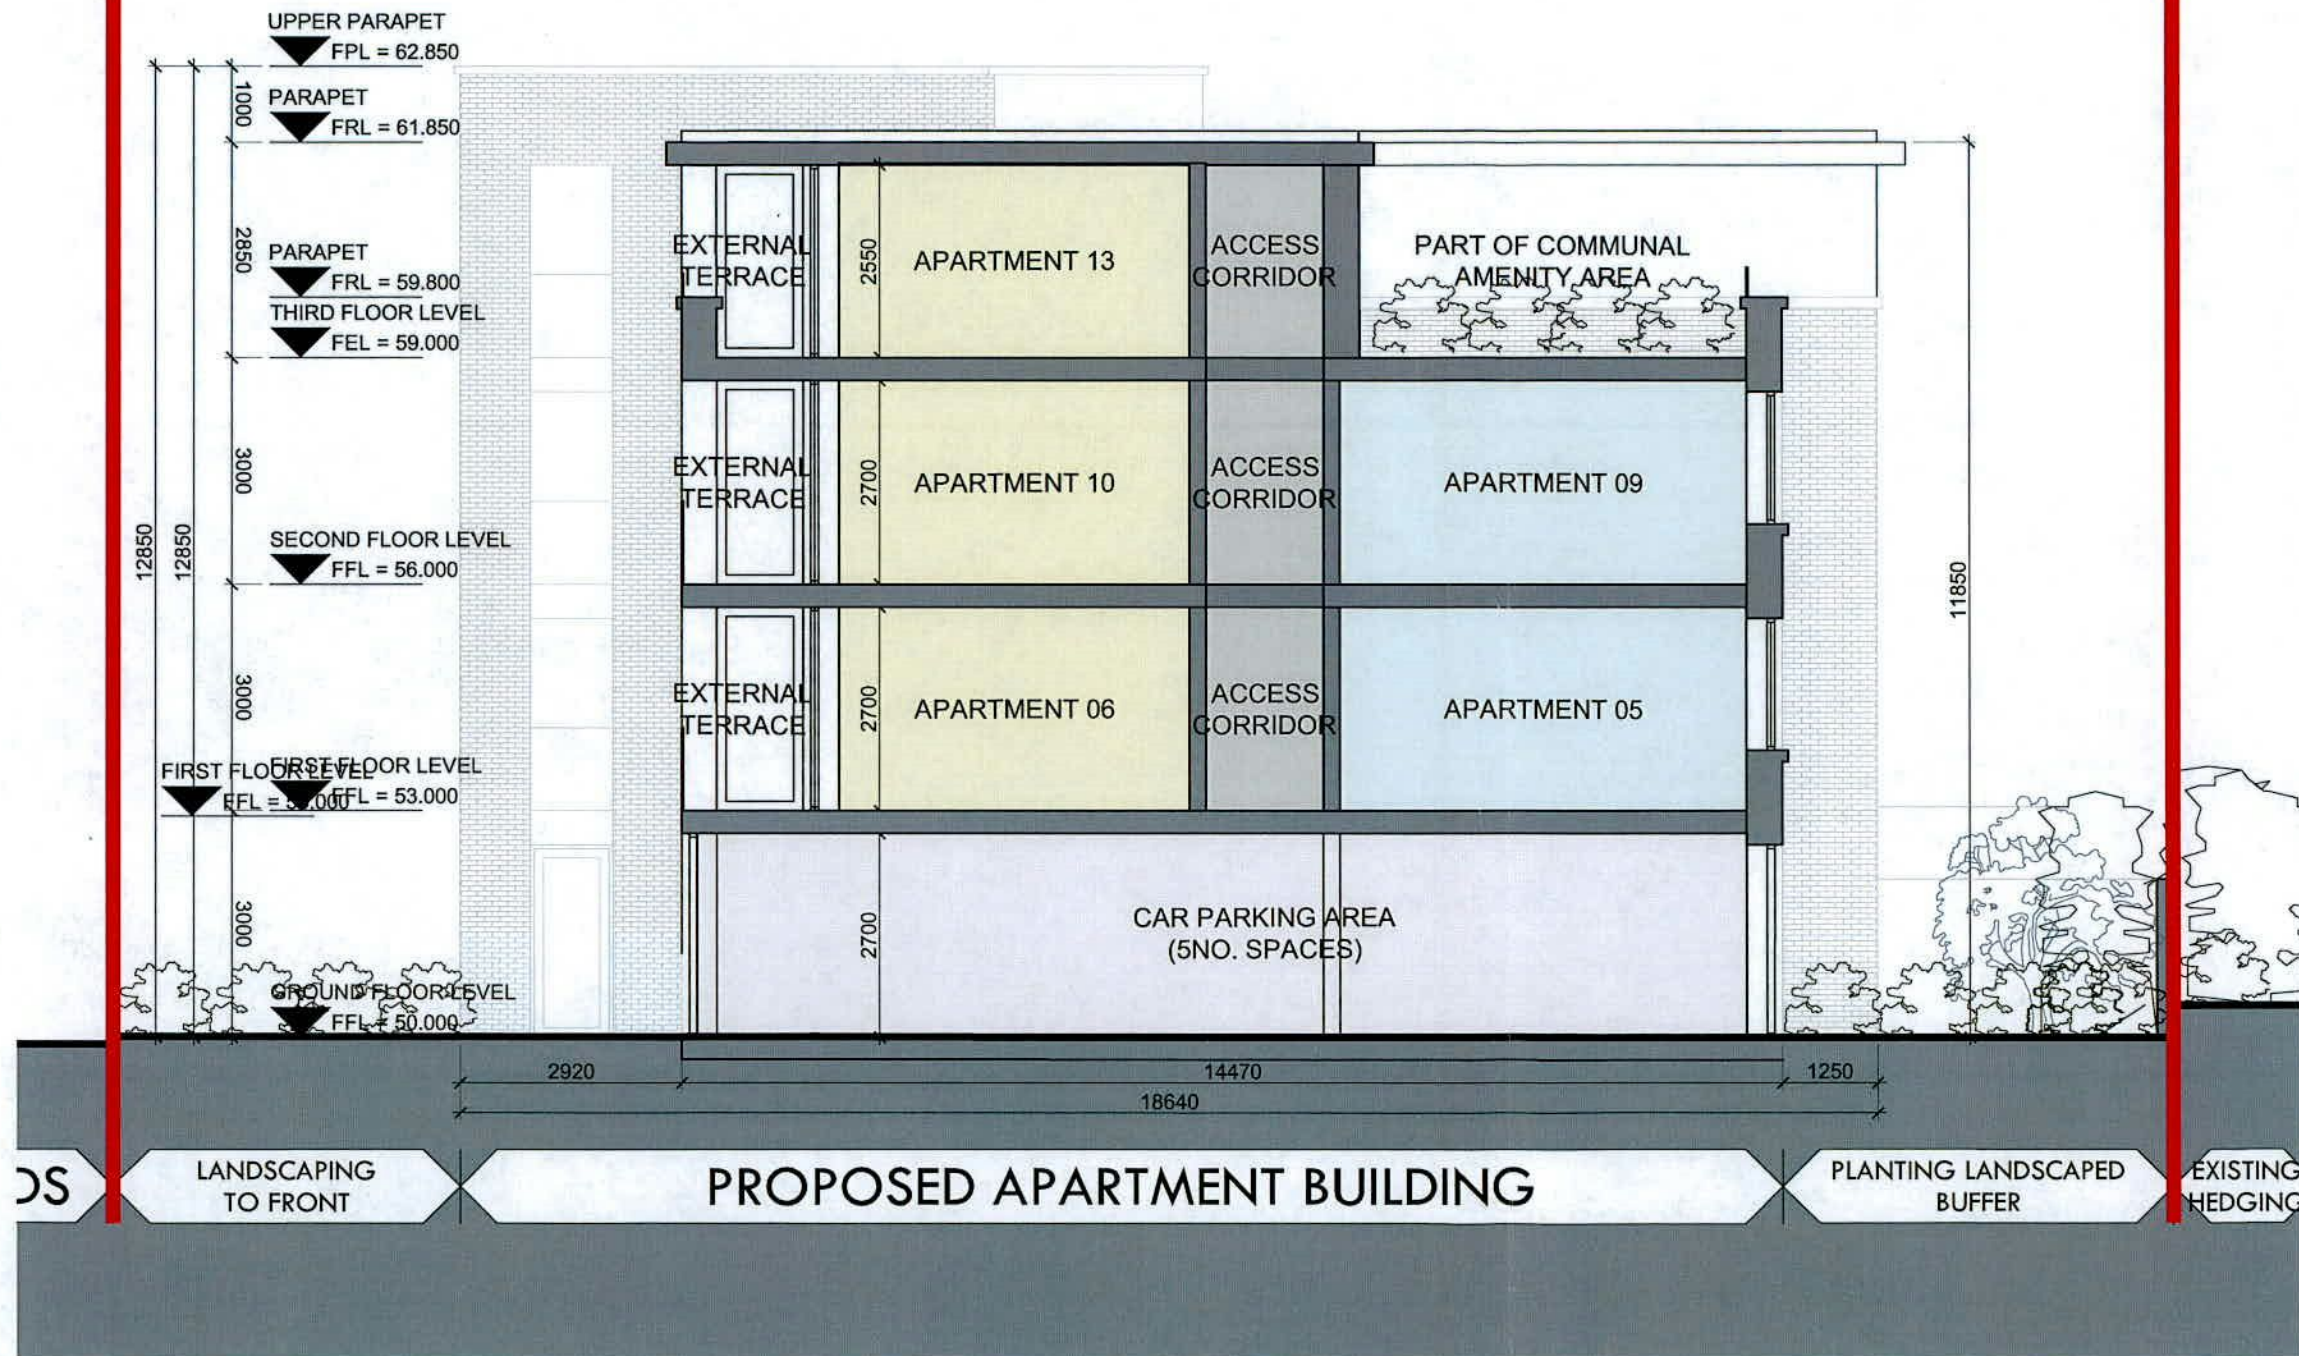 UPPER PARAPET
FPL = 62.850
PARAPET
FRL = 61.850
PARAPET
FRL = 59.800
THIRD FLOOR LEVEL
FEL = 59.000
SECOND FLOOR LEVEL
FFL = 56.000
FIRST FLOOR LEVEL
FIRST FLOOR LEVEL
FFL = 53.000
GROUND FLOOR LEVEL
FFL = 50.000
12850
12850
1000
2850
3000
3000
3000
EXTERNAL
TERRACE
2550
APARTMENT 13
ACCESS
CORRIDOR
PART OF COMMUNAL
AMENITY AREA
EXTERNAL
TERRACE
2700
APARTMENT 10
ACCESS
CORRIDOR
APARTMENT 09
EXTERNAL
TERRACE
2700
APARTMENT 06
ACCESS
CORRIDOR
APARTMENT 05
2700
CAR PARKING AREA
(5NO. SPACES)
11850
2920
14470
1250
18640
DS
LANDSCAPING
TO FRONT
PROPOSED APARTMENT BUILDING
PLANTING LANDSCAPED
BUFFER
EXISTING
HEDGING